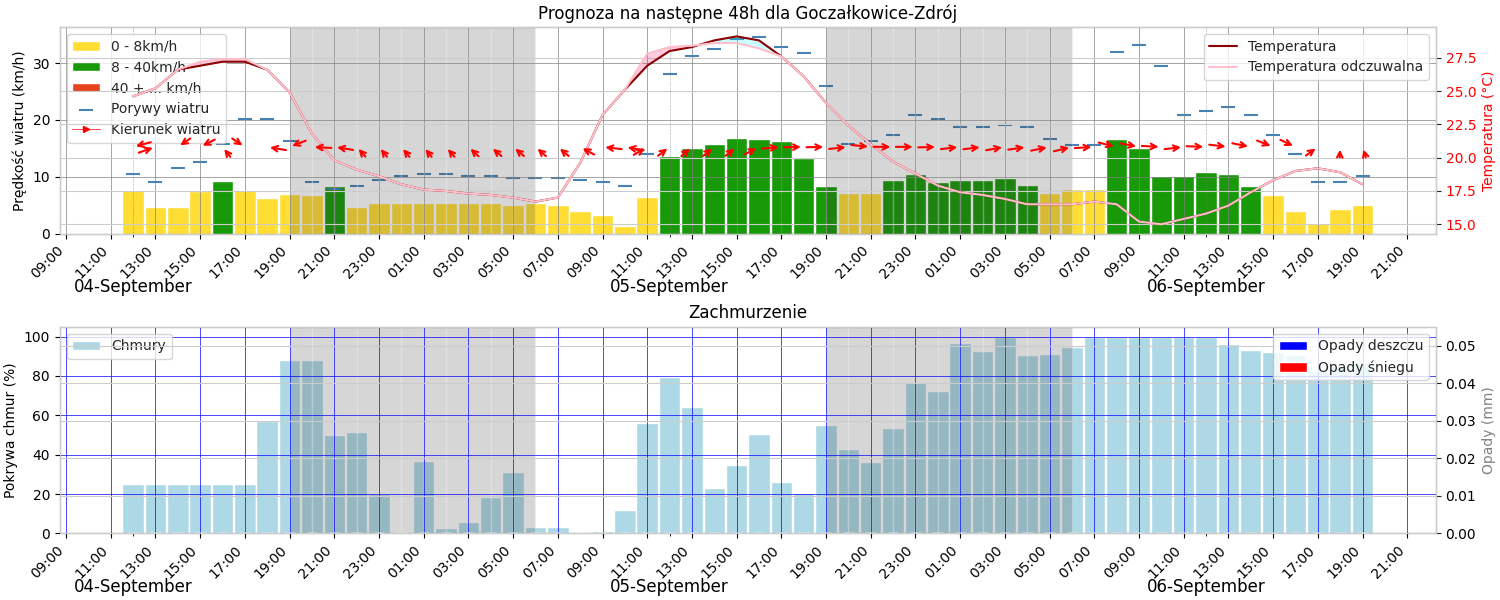 Prognoza na następne 48h dla Goczałkowice-Zdrój
Prędkość wiatru (km/h)
30
20
10
0
0 - 8km/h
8 - 40km/h
40 + ... km/h
Porywy wiatru
Kierunek wiatru
Temperatura
Temperatura odczuwalna
27.5
25.0
22.5
20.0
17.5
15.0
Temperatura (°C)
09:00 11:00 13:00 15:00 17:00 19:00 21:00 23:00 01:00 03:00 05:00 07:00 09:00 11:00 13:00 15:00 17:00 19:00 21:00 23:00 01:00 03:00 05:00 07:00 09:00 11:00 13:00 15:00 17:00 19:00 21:00
04-September 05-September 06-September
Zachmurzenie
Pokrywa chmur (%)
100
80
60
40
20
0
Chmury
Opady deszczu
Opady śniegu
0.05
0.04
0.03
0.02
0.01
0.00
Opady (mm)
09:00 11:00 13:00 15:00 17:00 19:00 21:00 23:00 01:00 03:00 05:00 07:00 09:00 11:00 13:00 15:00 17:00 19:00 21:00 23:00 01:00 03:00 05:00 07:00 09:00 11:00 13:00 15:00 17:00 19:00 21:00
04-September 05-September 06-September